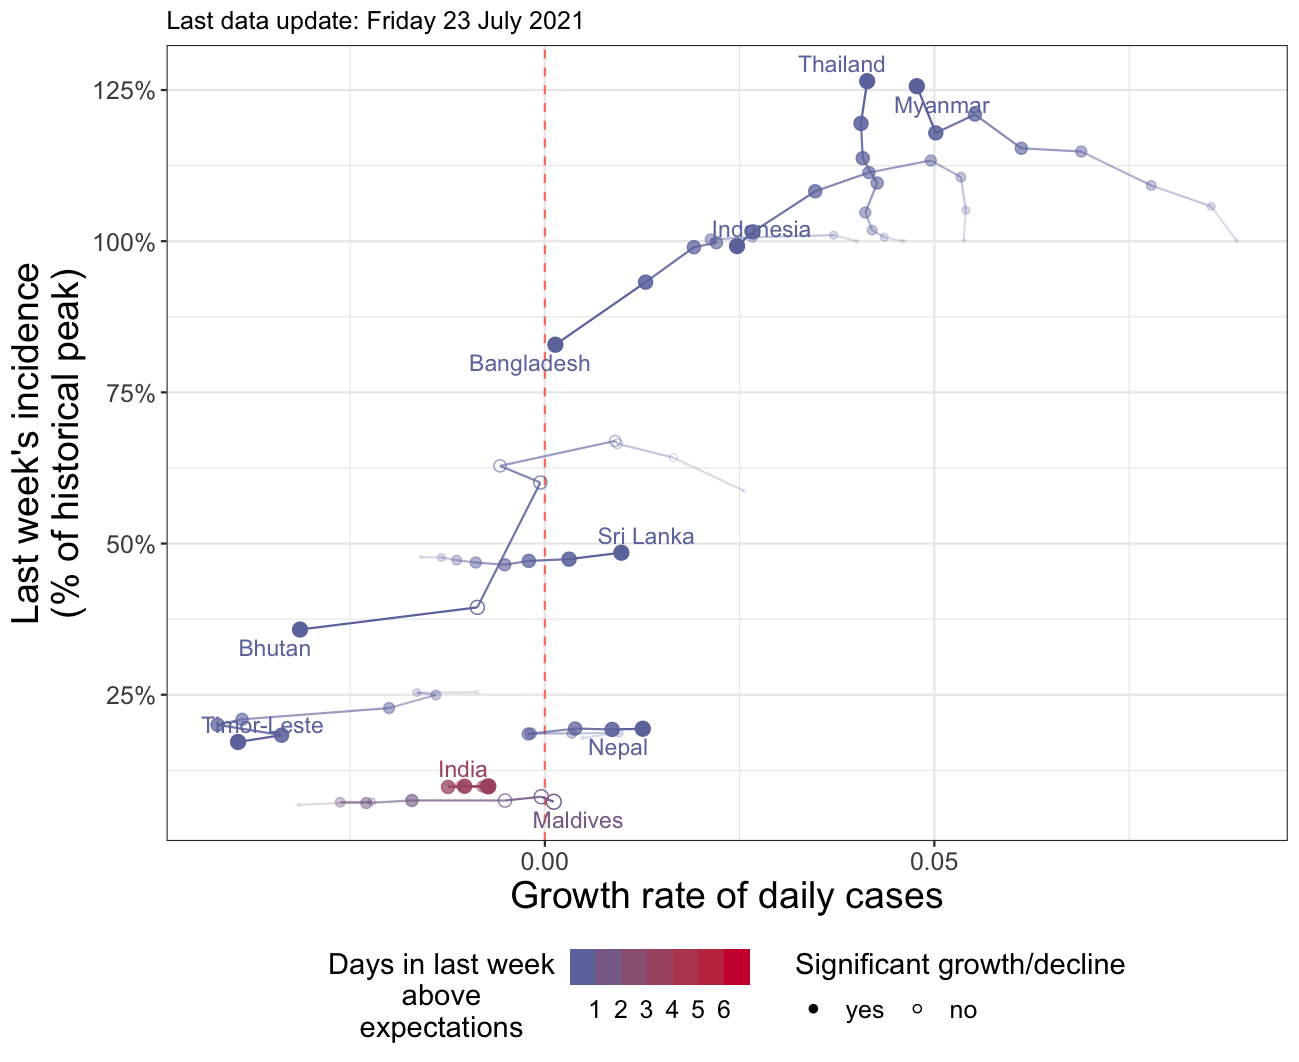 Last data update: Friday 23 July 2021
Last week's incidence
(% of historical peak)
125%
100%
75%
50%
25%
Thailand
Myanmar
Indonesia
Bangladesh
Sri Lanka
Bhutan
Timor-Leste
Nepal
India
Maldives
0.00 0.05
Growth rate of daily cases
Days in last week
above
expectations
1 2 3 4 5 6
Significant growth/decline
yes no